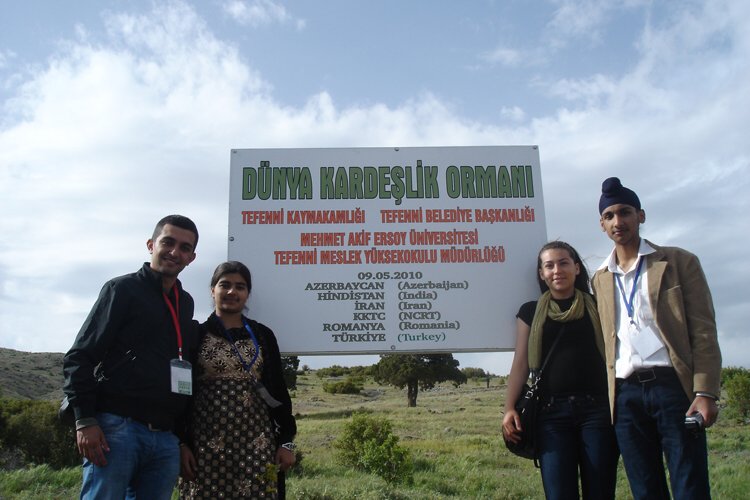 DÜNYA KARDEŞLİK ORMANI
TEFENNİ KAYMAKAMLIĞI TEFENNİ BELEDİYE BAŞKANLIĞI
MEHMET AKİF ERSOY ÜNİVERSİTESİ
TEFENNİ MESLEK YÜKSEKOKULU MÜDÜRLÜĞÜ
09.05.2010
AZERBAYCAN (Azerbaijan)
HİNDİSTAN (India)
İRAN (Iran)
KKTC (NCRT)
ROMANYA (Romania)
TÜRKİYE (Turkey)